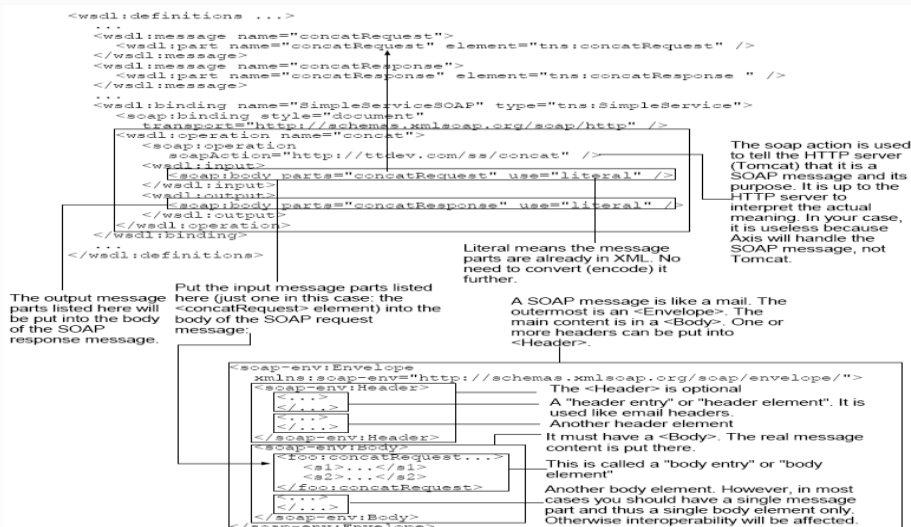 <wsdl:definitions ...>
...
<wsdl:message name="concatRequest">
<wsdl:part name="concatRequest" element="tns:concatRequest" />
</wsdl:message>
<wsdl:message name="concatResponse">
<wsdl:part name="concatResponse" element="tns:concatResponse " />
</wsdl:message>
...
<wsdl:binding name="SimpleServiceSOAP" type="tns:SimpleService">
<soap:binding style="document"
transport="http://schemas.xmlsoap.org/soap/http" />
<wsdl:operation name="concat">
<soap:operation
soapAction="http://ttdev.com/ss/concat" />
<wsdl:input>
<soap:body parts="concatRequest" use="literal" />
</wsdl:input>
<wsdl:output>
<soap:body parts="concatResponse" use="literal" />
</wsdl:output>
</wsdl:operation>
</wsdl:binding>
...
</wsdl:definitions>
The soap action is used
to tell the HTTP server
(Tomcat) that it is a
SOAP message and its
purpose. It is up to the
HTTP server to
interpret the actual
meaning. In your case,
it is useless because
Axis will handle the
SOAP message, not
Tomcat.
Literal means the message
parts are already in XML. No
need to convert (encode) it
further.
The output message
parts listed here will
be put into the body
of the SOAP
response message.
Put the input message parts listed
here (just one in this case: the
<concatRequest> element) into the
body of the SOAP request
message:
A SOAP message is like a mail. The
outermost is an <Envelope>. The
main content is in a <Body>. One or
more headers can be put into
<Header>.
<soap-env:Envelope
xmlns:soap-env="http://schemas.xmlsoap.org/soap/envelope/">
<soap-env:Header>
<...>
</...>
<...>
</...>
</soap-env:Header>
<soap-env:Body>
<foo:concatRequest...>
<s1>...</s1>
<s2>...</s2>
</foo:concatRequest>
<...>
</...>
</soap-env:Body>
</soap-env:Envelope>
The <Header> is optional
A "header entry" or "header element". It is
used like email headers.
Another header element
It must have a <Body>. The real message
content is put there.
This is called a "body entry" or "body
element"
Another body element. However, in most
cases you should have a single message
part and thus a single body element only.
Otherwise interoperability will be affected.